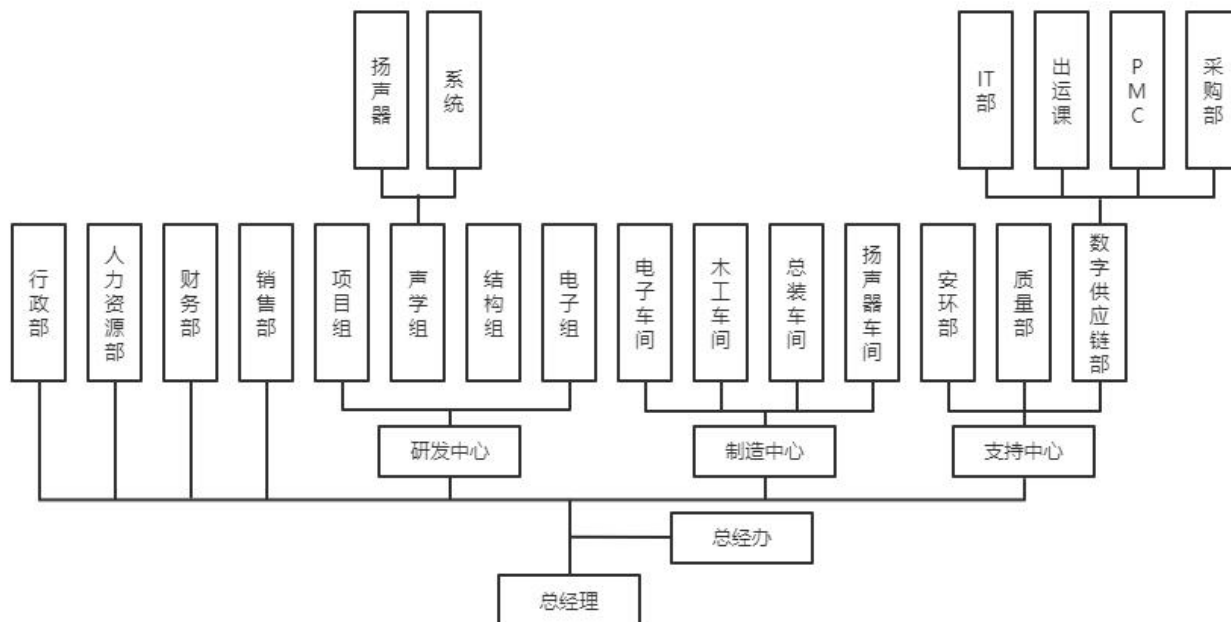 扬声器
系统
IT部
出运课
PMC
采购部
行政部
人力资源部
财务部
销售部
项目组
声学组
结构组
电子组
电子车间
木工车间
总装车间
扬声器车间
安环部
质量部
数字供应链部
研发中心
制造中心
支持中心
总经办
总经理